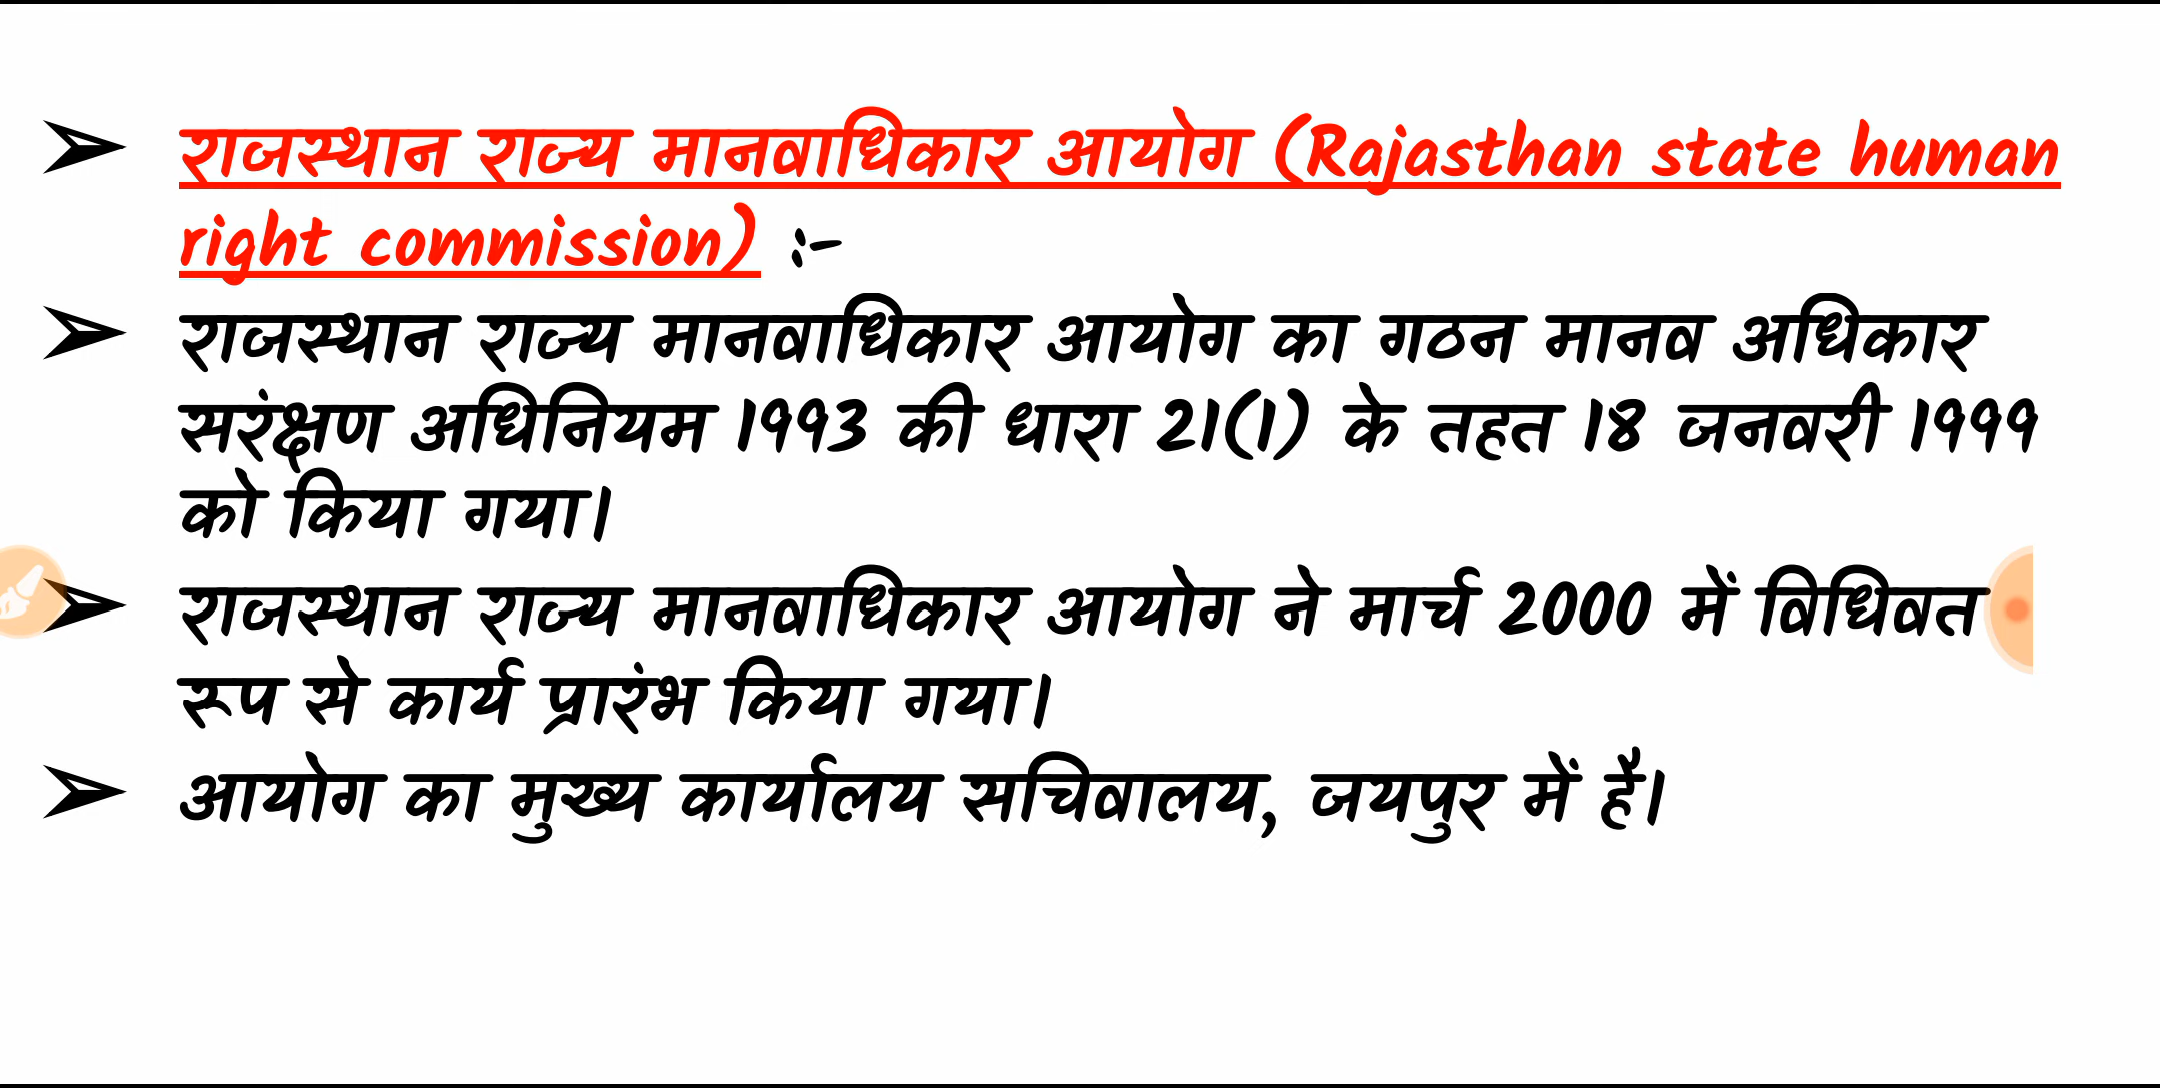 ➢ राजस्थान राज्य मानवाधिकार आयोग (Rajasthan state human
right commission) :-
➢ राजस्थान राज्य मानवाधिकार आयोग का गठन मानव अधिकार
सरंक्षण अधिनियम 1993 की धारा 21(1) के तहत 18 जनवरी 1999
को किया गया।
➢ राजस्थान राज्य मानवाधिकार आयोग ने मार्च 2000 में विधिवत
रूप से कार्य प्रारंभ किया गया।
➢ आयोग का मुख्य कार्यालय सचिवालय, जयपुर में है।